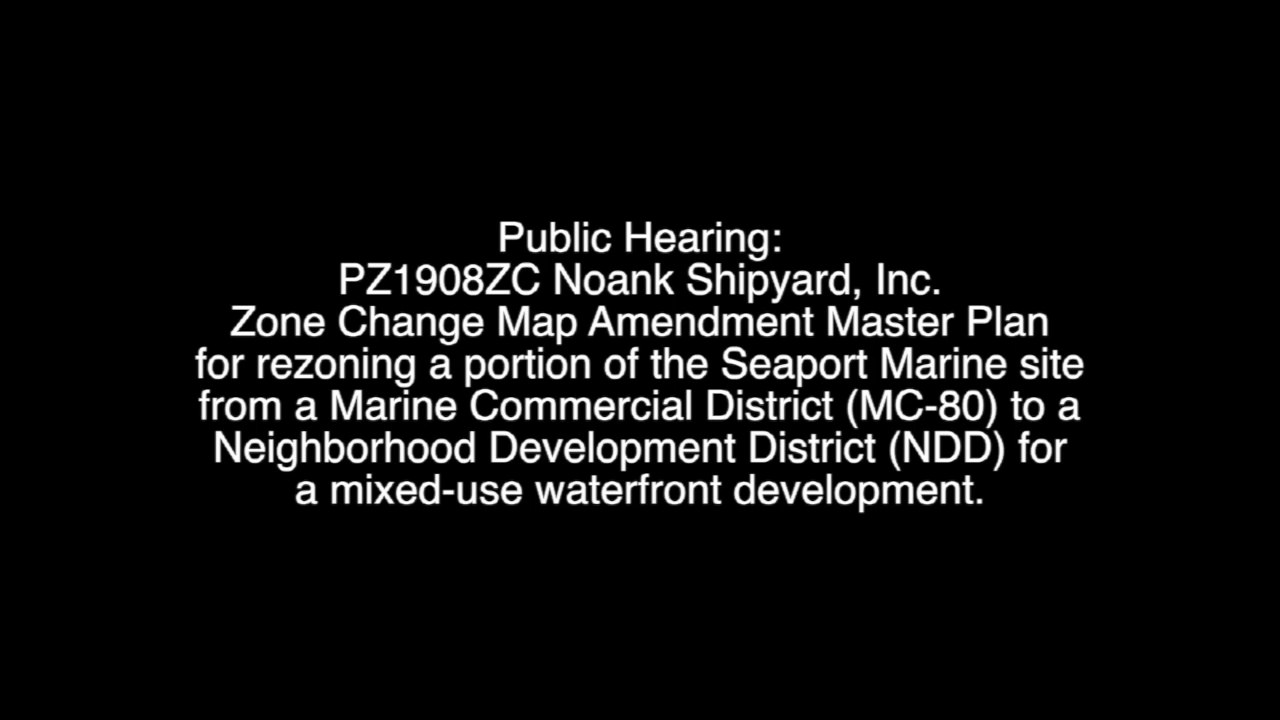 Public Hearing:
PZ1908ZC Noank Shipyard, Inc.
Zone Change Map Amendment Master Plan
for rezoning a portion of the Seaport Marine site
from a Marine Commercial District (MC-80) to a
Neighborhood Development District (NDD) for
a mixed-use waterfront development.